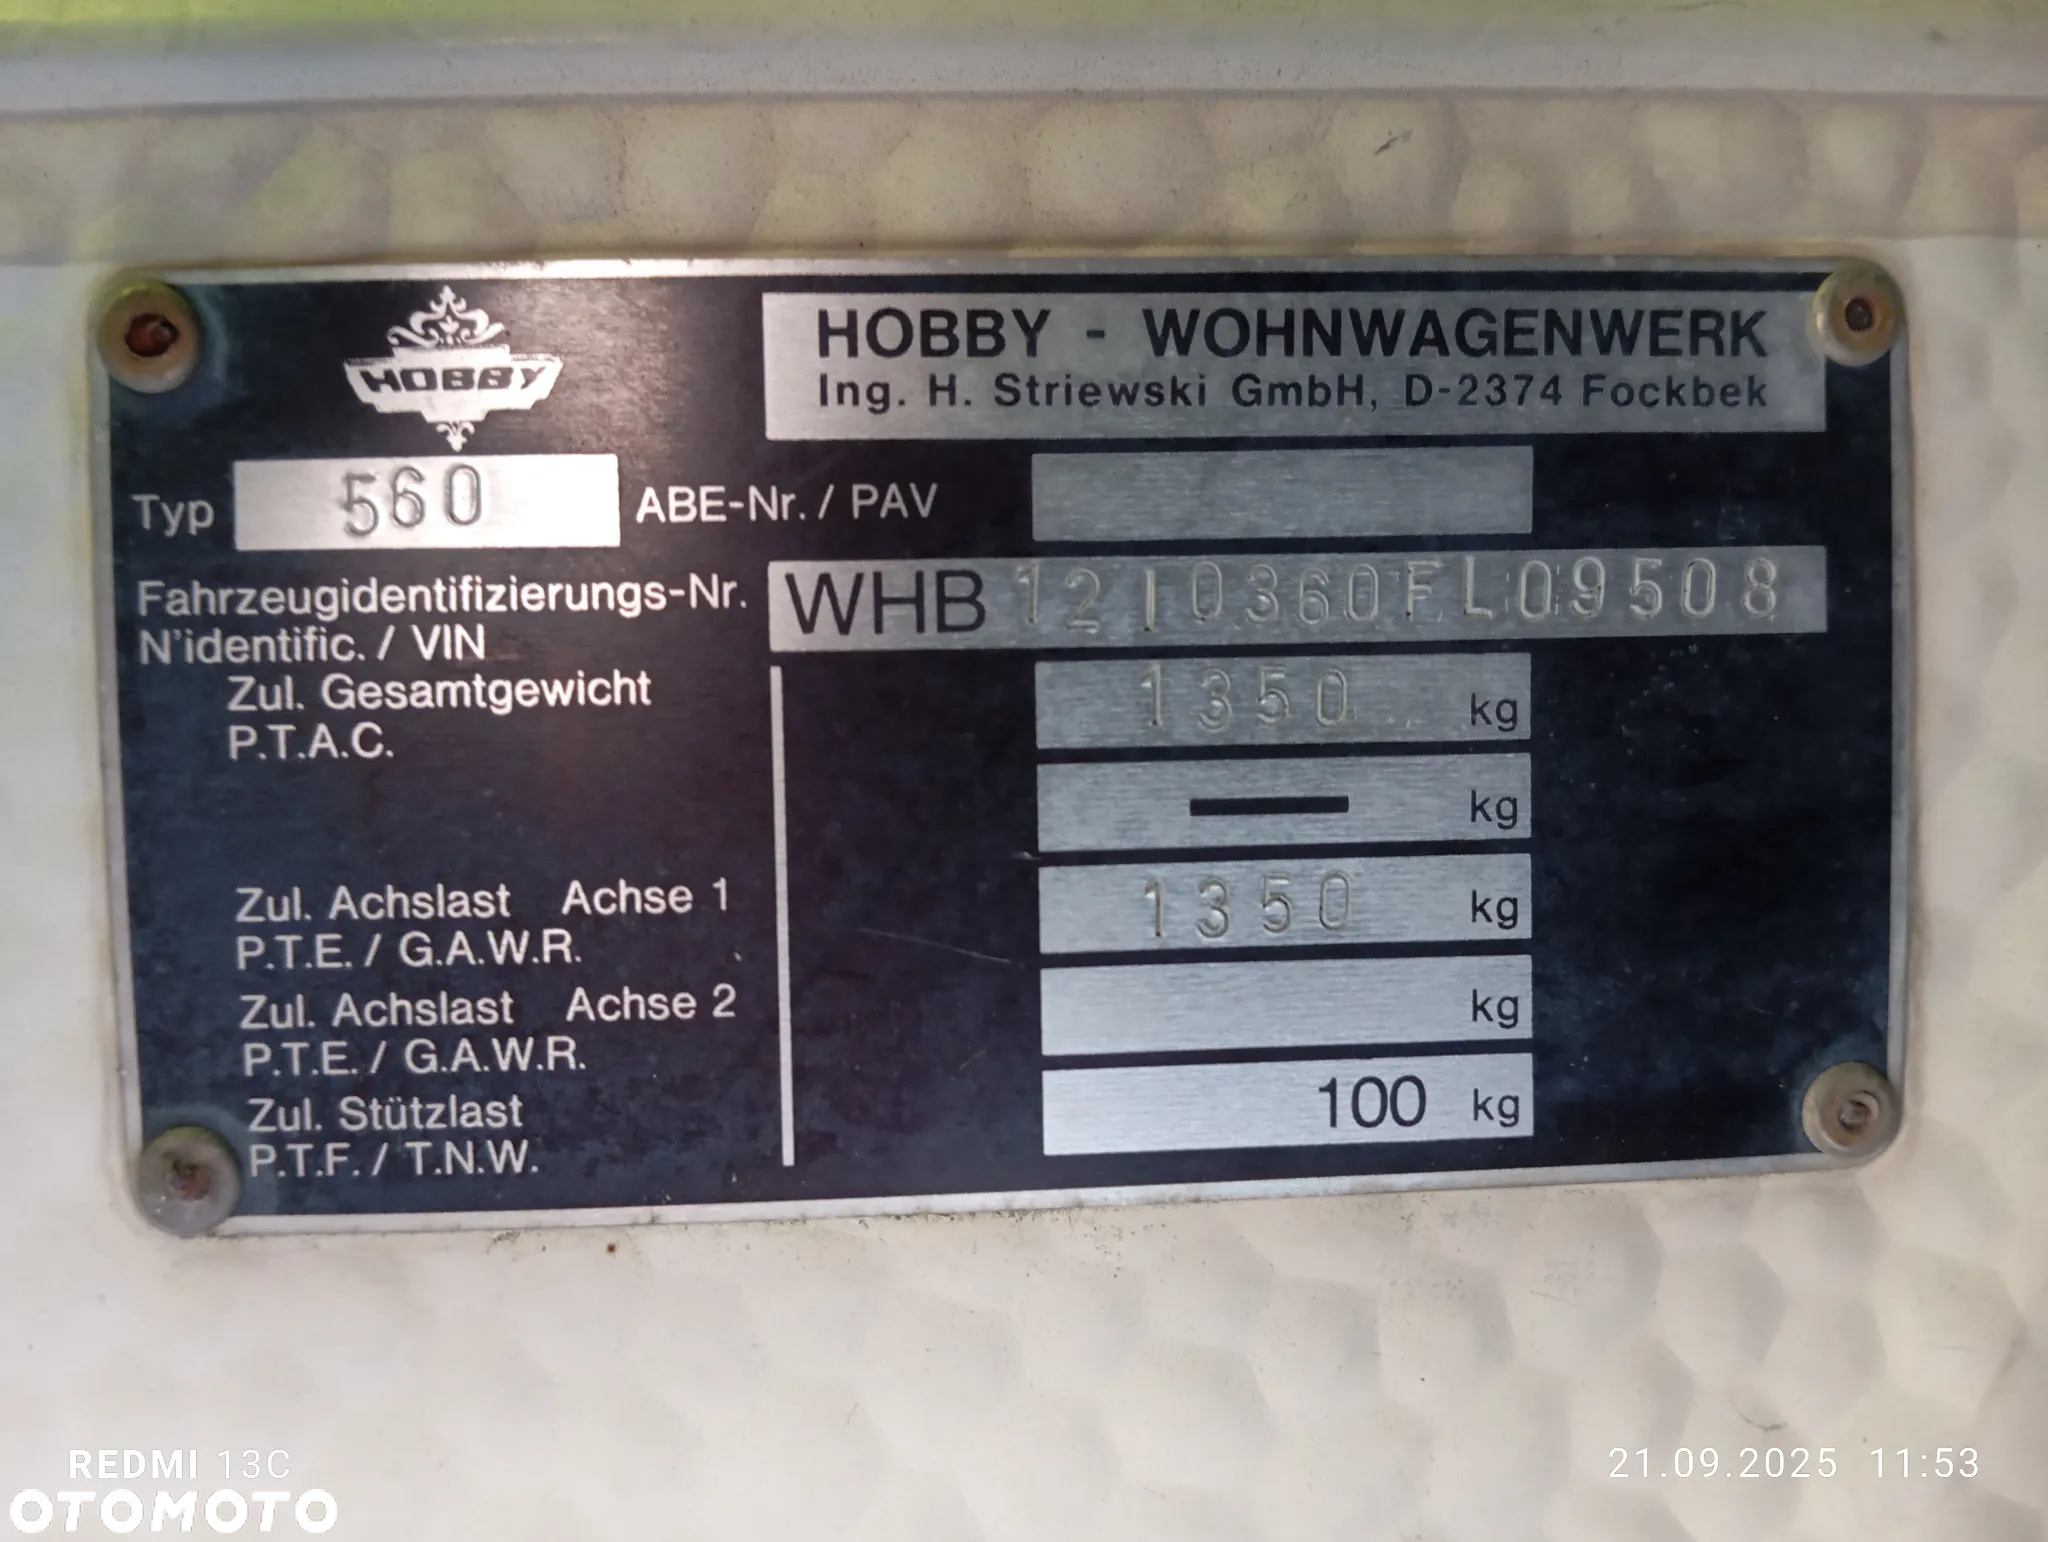 HOBBY
HOBBY - WOHNWAGENWERK
Ing. H. Striewski GmbH, D-2374 Fockbek
Typ 560 ABE-Nr. / PAV
Fahrzeugidentifizierungs-Nr.
N'identific. / VIN
WHB 12I0360FL09508
Zul. Gesamtgewicht 1350 kg
P.T.A.C.
— kg
Zul. Achslast Achse 1 1350 kg
P.T.E. / G.A.W.R.
Zul. Achslast Achse 2 kg
P.T.E. / G.A.W.R.
Zul. Stützlast 100 kg
P.T.F. / T.N.W.
REDMI 13C
21.09.2025 11:53
OTOMOTO